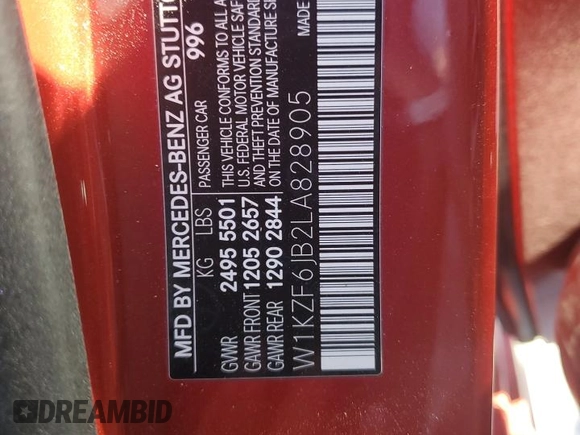 MFD BY MERCEDES-BENZ AG STUTTG
996
KG LBS PASSENGER CAR
GVWR 2495 5501
GAWR FRONT 1205 2657
GAWR REAR 1290 2844
THIS VEHICLE CONFORMS TO ALL A
U.S. FEDERAL MOTOR VEHICLE SAF
AND THEFT PREVENTION STANDARD
ON THE DATE OF MANUFACTURE S
MADE
W1KZF6JB2LA828905
DREAMBID